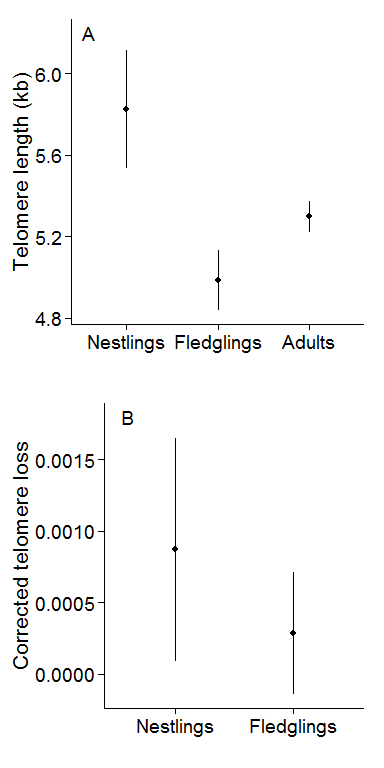 A
Telomere length (kb)
6.0
5.6
5.2
4.8
Nestlings Fledglings Adults
B
Corrected telomere loss
0.0015
0.0010
0.0005
0.0000
Nestlings Fledglings